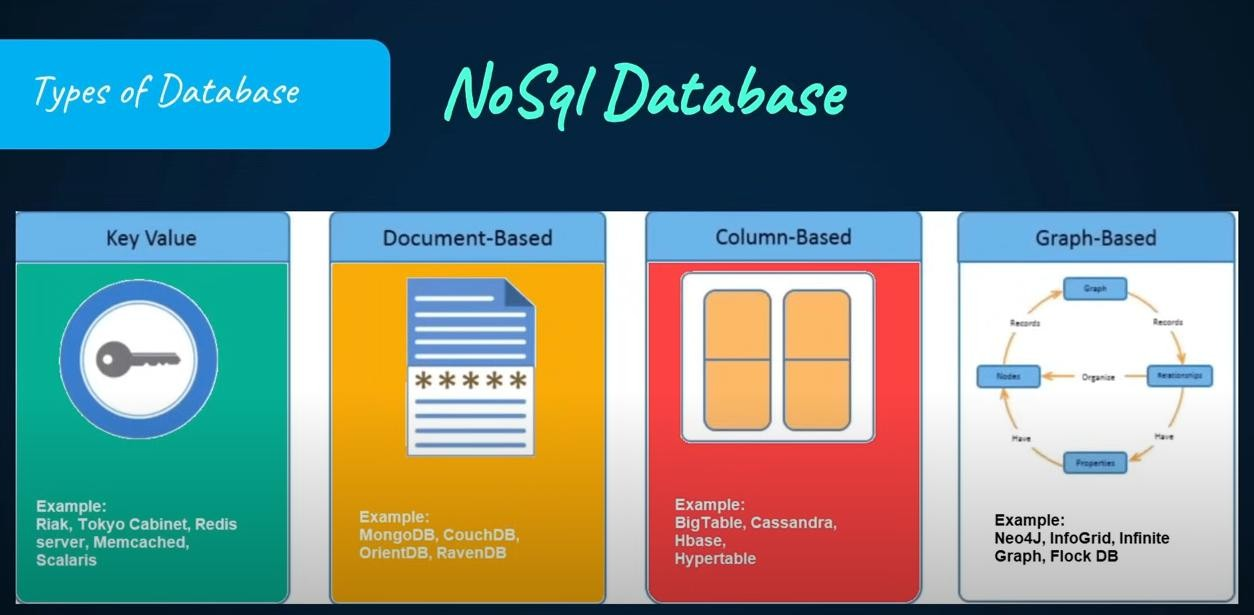 Types of Database
NoSql Database
Key Value
Example:
Riak, Tokyo Cabinet, Redis
server, Memcached,
Scalaris
Document-Based
*****
Example:
MongoDB, CouchDB,
OrientDB, RavenDB
Column-Based
Example:
BigTable, Cassandra,
Hbase,
Hypertable
Graph-Based
Graph
Records
Records
Nodes
Organize
Relationships
Have
Have
Properties
Example:
Neo4J, InfoGrid, Infinite
Graph, Flock DB